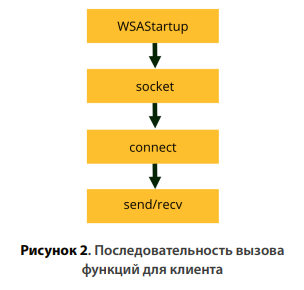 WSAStartup
socket
connect
send/recv
Рисунок 2. Последовательность вызова
функций для клиента